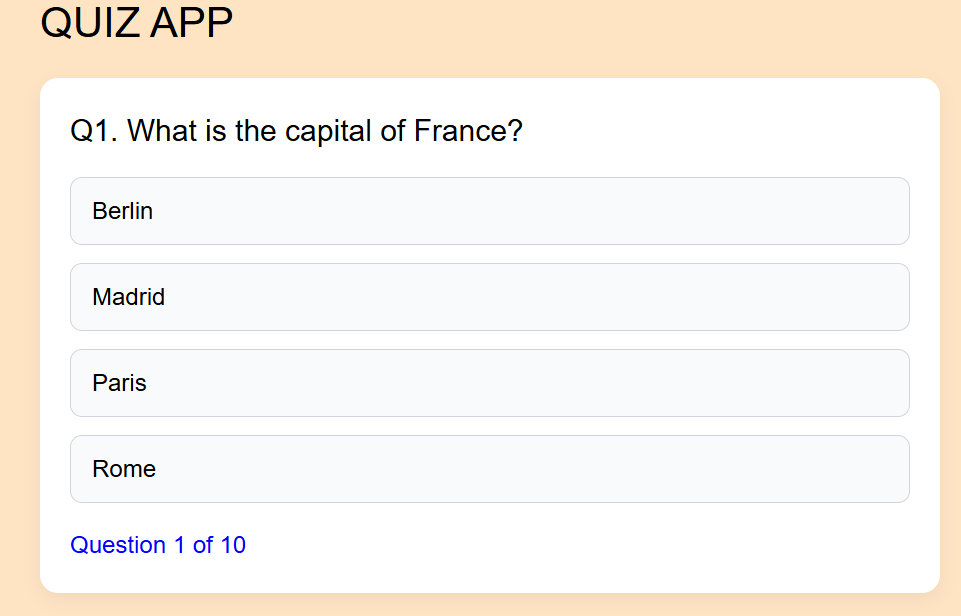 QUIZ APP
Q1. What is the capital of France?
Berlin
Madrid
Paris
Rome
Question 1 of 10